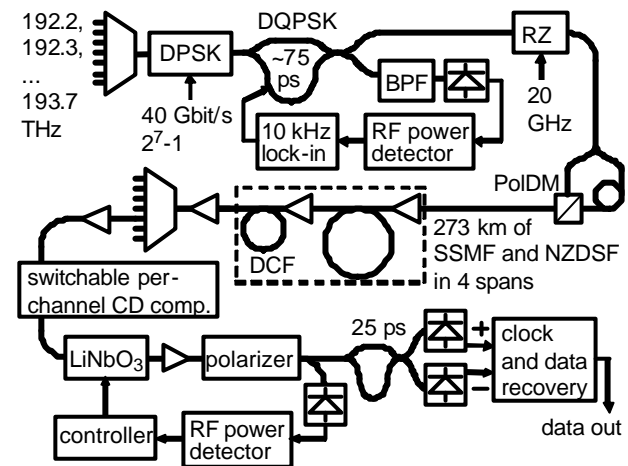 192.2,
192.3,
...
193.7
THz
DPSK
40 Gbit/s
2⁷-1
DQPSK
~75
ps
BPF
10 kHz
lock-in
RF power
detector
RZ
20
GHz
PolDM
DCF
273 km of
SSMF and NZDSF
in 4 spans
switchable per-
channel CD comp.
LiNbO₃
polarizer
25 ps
+
−
clock
and data
recovery
data out
controller
RF power
detector